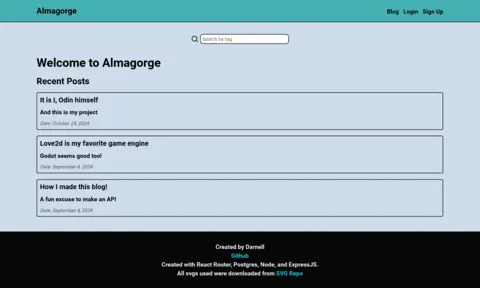 Almagorge
Blog Login Sign Up
Search by tag
Welcome to Almagorge
Recent Posts
It is I, Odin himself
And this is my project
Date: October 24, 2024
Love2d is my favorite game engine
Godot seems good too!
Date: September 4, 2024
How I made this blog!
A fun excuse to make an API
Date: September 4, 2024
Created by Darnell
Github
Created with React Router, Postgres, Node, and ExpressJS.
All svgs used were downloaded from SVG Repo